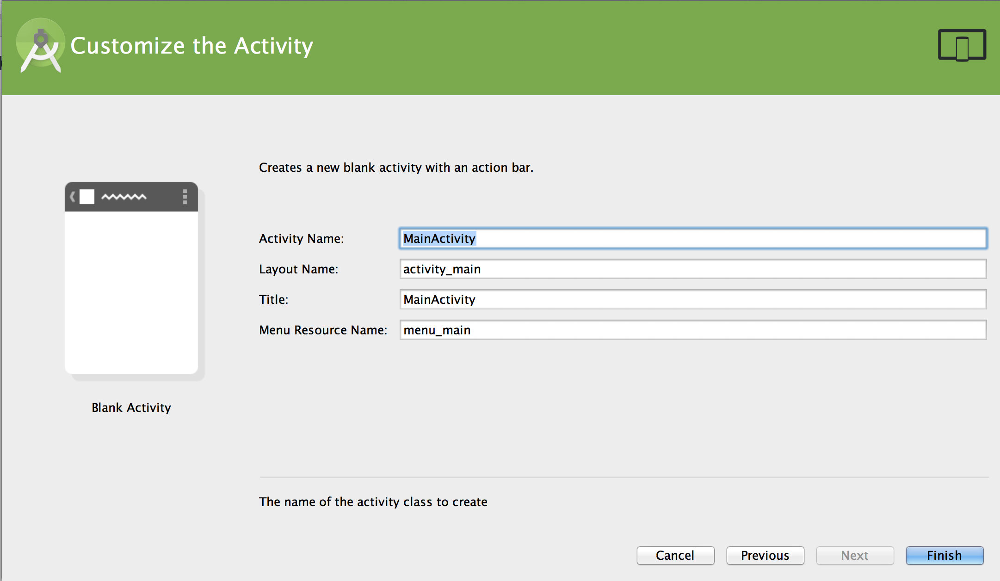 Customize the Activity
Creates a new blank activity with an action bar.
Activity Name: MainActivity
Layout Name: activity_main
Title: MainActivity
Menu Resource Name: menu_main
Blank Activity
The name of the activity class to create
Cancel Previous Next Finish